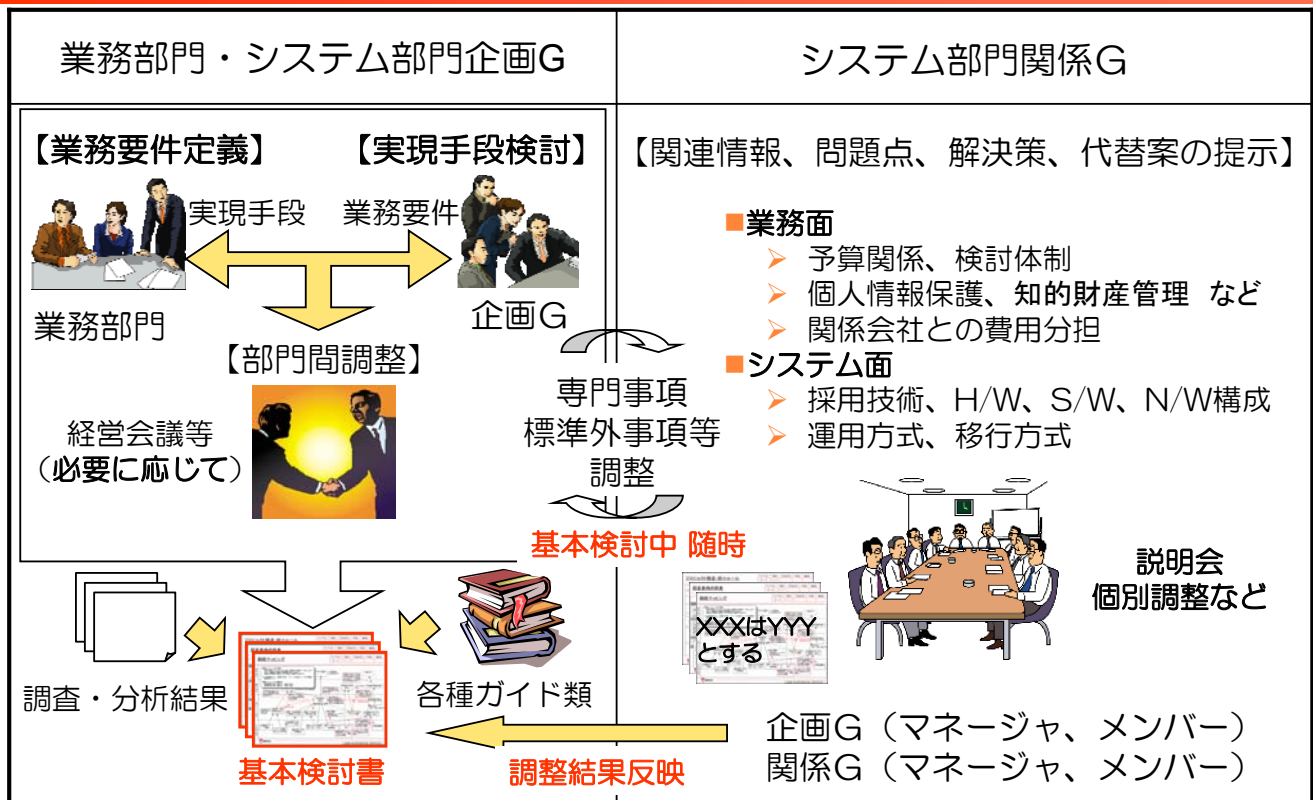 業務部門・システム部門企画G
システム部門関係G
【業務要件定義】
【実現手段検討】
実現手段
業務要件
業務部門
企画G
【部門間調整】
経営会議等
（必要に応じて）
専門事項
標準外事項等
調整
基本検討中 随時
【関連情報、問題点、解決策、代替案の提示】
■業務面
➢ 予算関係、検討体制
➢ 個人情報保護、知的財産管理 など
➢ 関係会社との費用分担
■システム面
➢ 採用技術、H/W、S/W、N/W構成
➢ 運用方式、移行方式
説明会
個別調整など
XXXはYYY
とする
調査・分析結果
各種ガイド類
基本検討書
調整結果反映
企画G（マネージャ、メンバー）
関係G（マネージャ、メンバー）